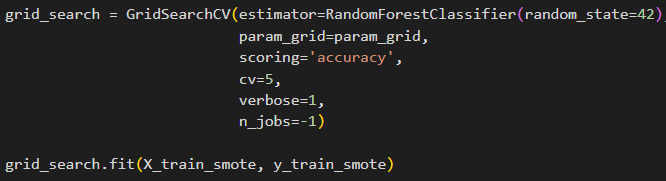 grid_search = GridSearchCV(estimator=RandomForestClassifier(random_state=42),
                           param_grid=param_grid,
                           scoring='accuracy',
                           cv=5,
                           verbose=1,
                           n_jobs=-1)
grid_search.fit(X_train_smote, y_train_smote)